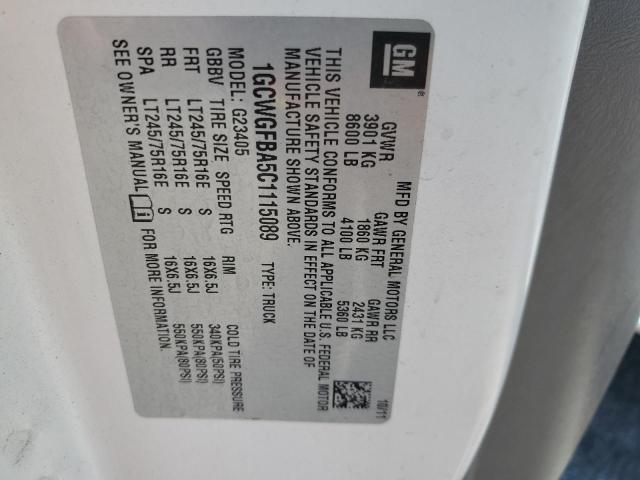 GM
MFD BY GENERAL MOTORS LLC
10/11
GVWR GAWR FRT GAWR RR
3901 KG 1860 KG 2431 KG
8600 LB 4100 LB 5360 LB
THIS VEHICLE CONFORMS TO ALL APPLICABLE U.S. FEDERAL MOTOR
VEHICLE SAFETY STANDARDS IN EFFECT ON THE DATE OF
MANUFACTURE SHOWN ABOVE.
1GCWGFBA5C1115089 TYPE: TRUCK
MODEL: G23405
GBBV TIRE SIZE SPEED RTG RIM COLD TIRE PRESSURE
FRT LT245/75R16E S 16X6.5J 340KPA(50PSI)
RR LT245/75R16E S 16X6.5J 550KPA(80PSI)
SPA LT245/75R16E S 16X6.5J 550KPA(80PSI)
SEE OWNER'S MANUAL FOR MORE INFORMATION.